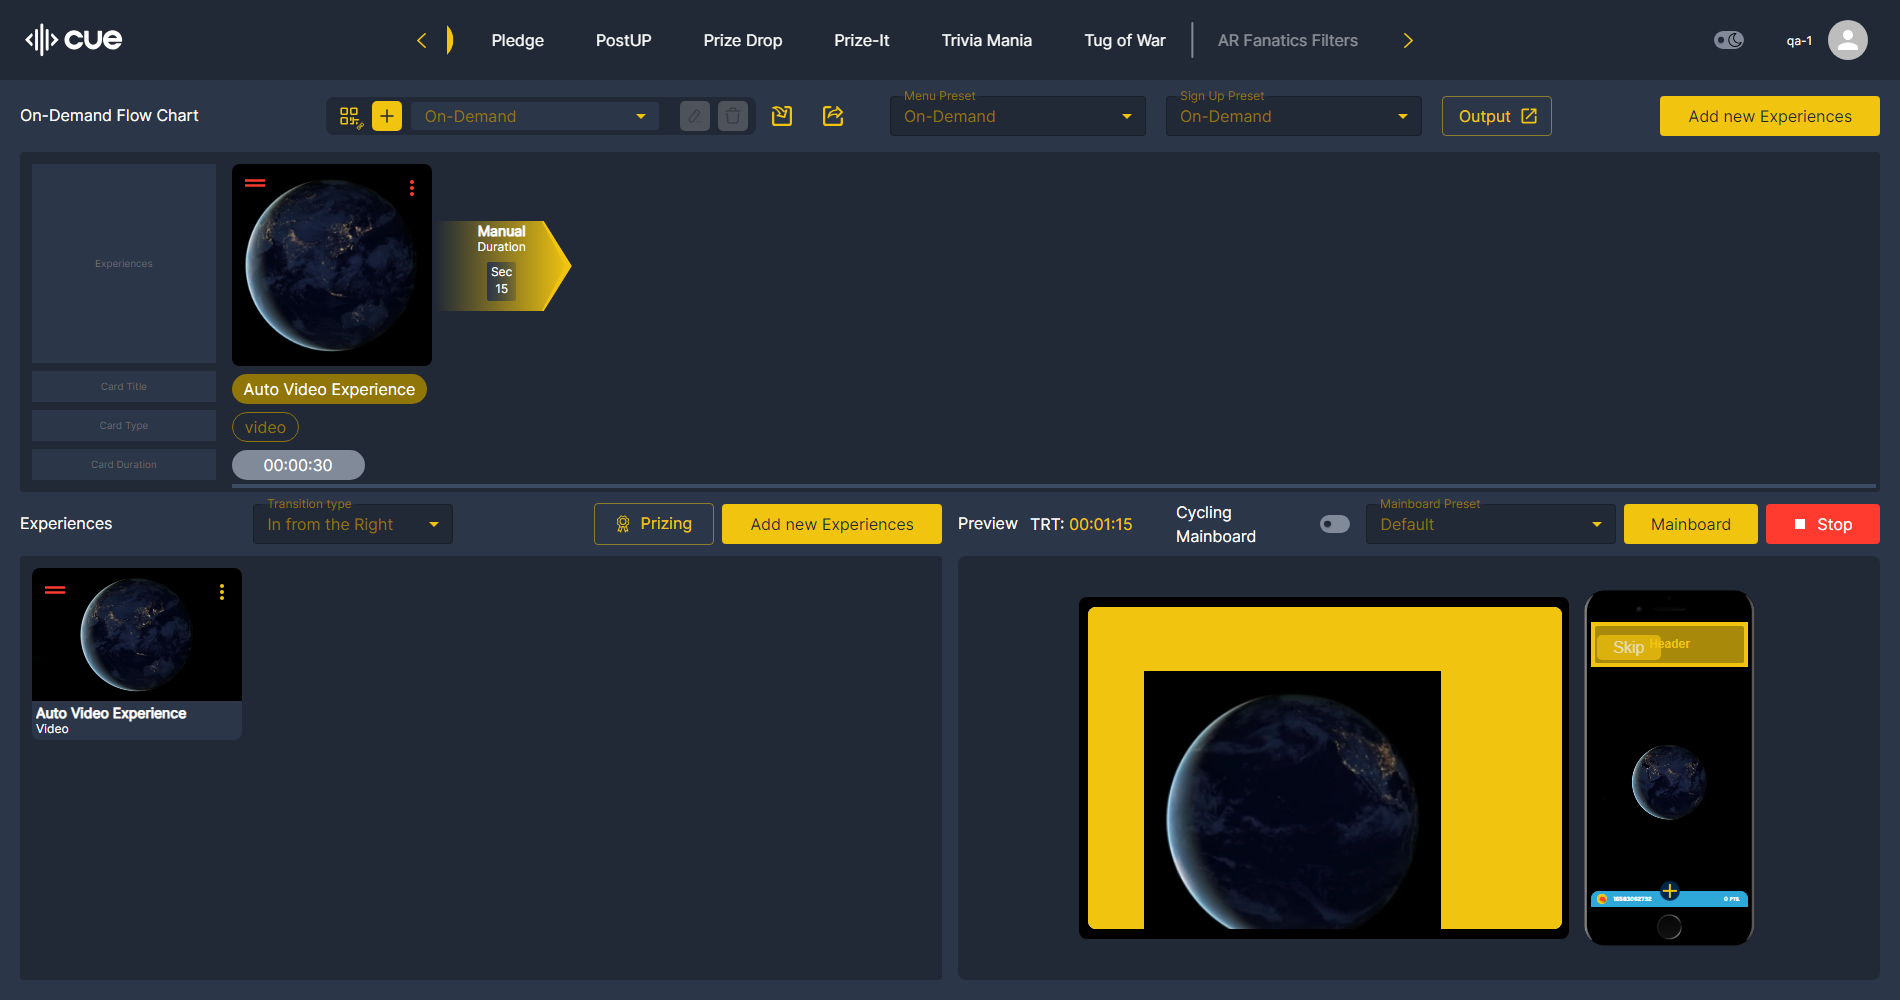 cue
Pledge
PostUP
Prize Drop
Prize-It
Trivia Mania
Tug of War
AR Fanatics Filters
qa-1
On-Demand Flow Chart
On-Demand
Menu Preset
On-Demand
Sign Up Preset
On-Demand
Output
Add new Experiences
Experiences
Manual
Duration
Sec
15
Card Title
Auto Video Experience
Card Type
video
Card Duration
00:00:30
Experiences
Transition type
In from the Right
Prizing
Add new Experiences
Preview
TRT: 00:01:15
Cycling
Mainboard
Mainboard Preset
Default
Mainboard
Stop
Auto Video Experience
Video
Skip
Header
16593062792
0 PTS.